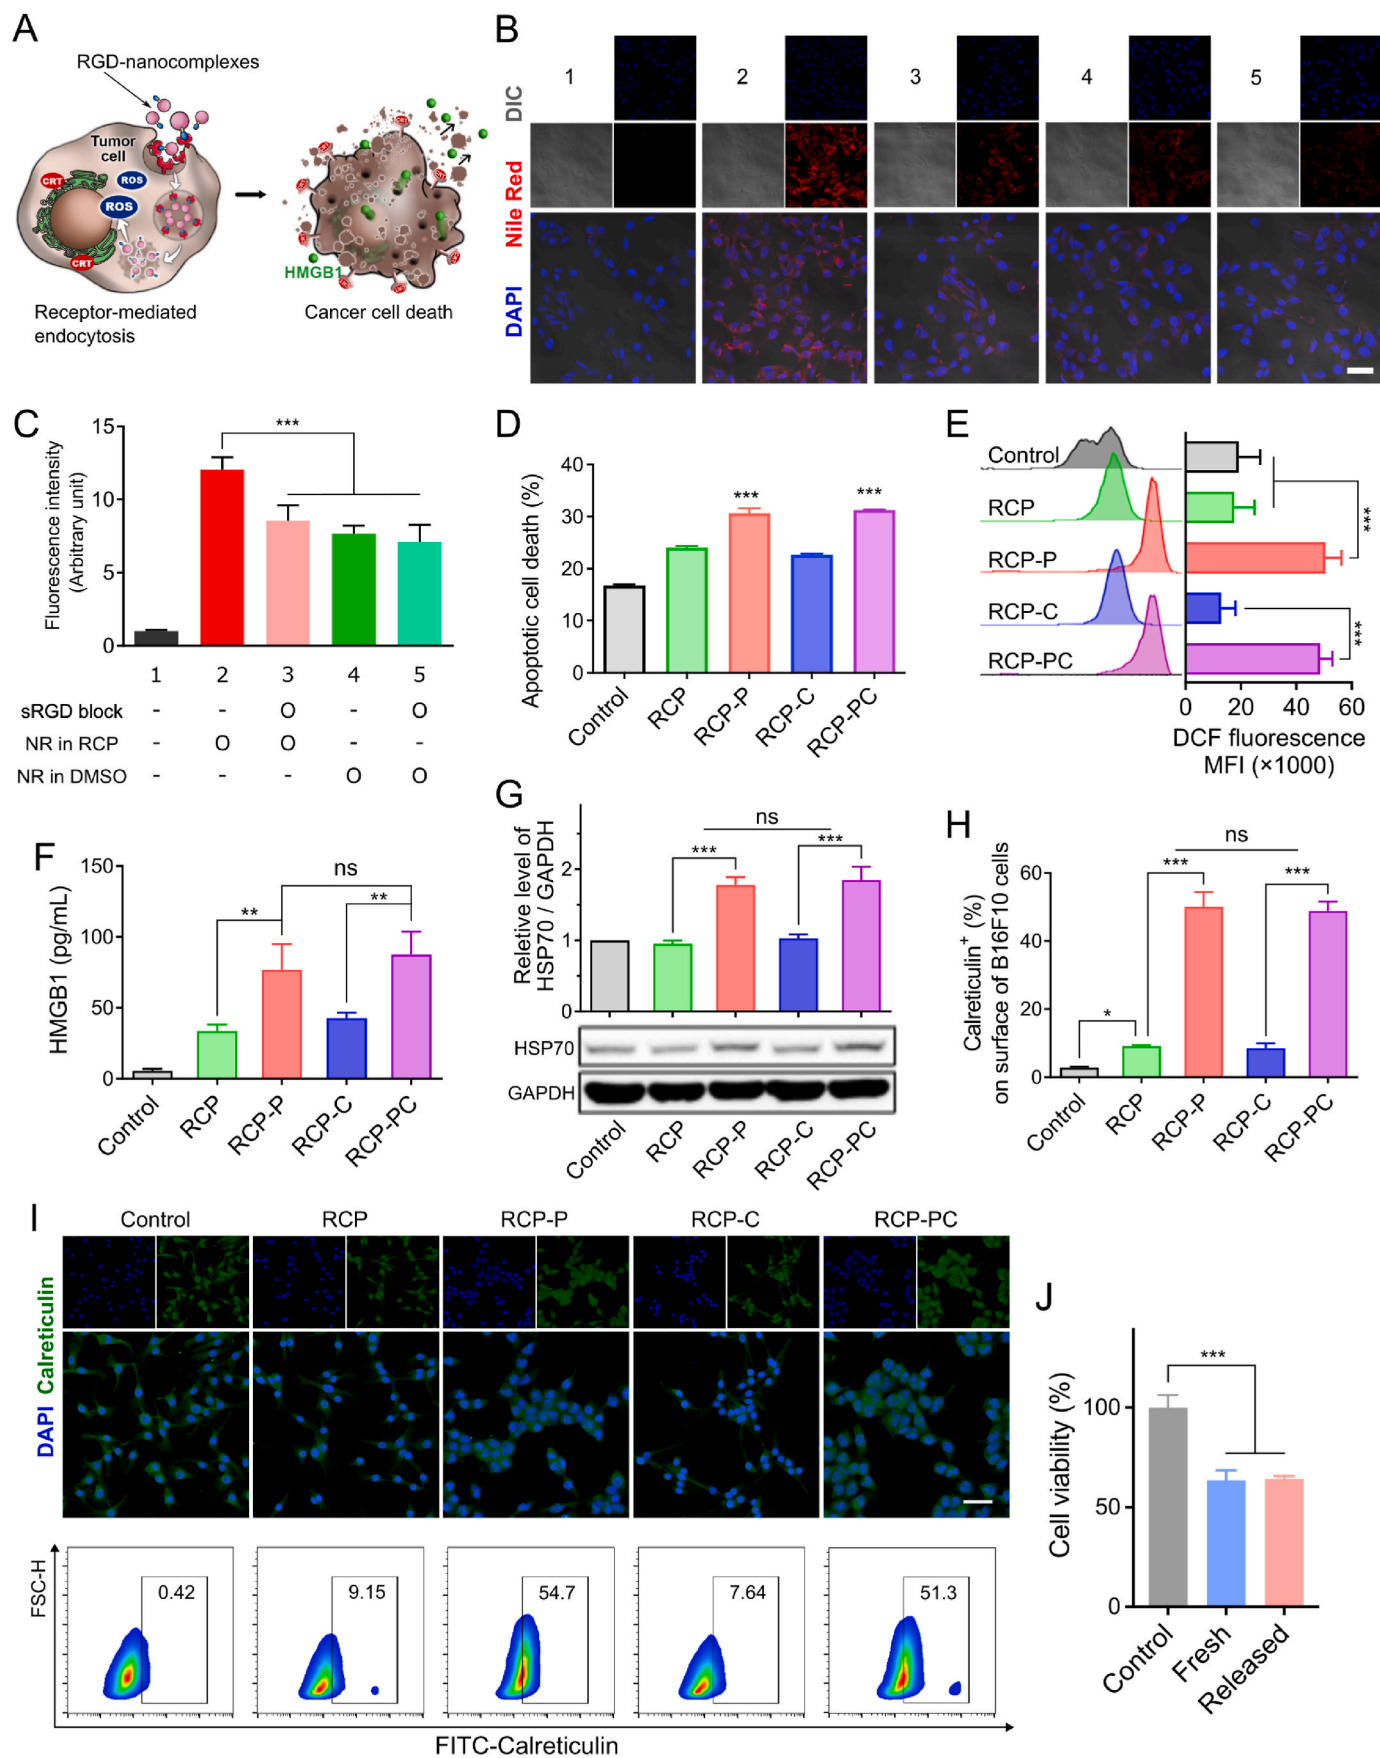 A
RGD-nanocomplexes
Tumor
cell
ROS
ROS
CRT
CRT
CRT
HMGB1
Receptor-mediated
endocytosis
Cancer cell death
B
DAPI Nile Red DIC
1
2
3
4
5
C
Fluorescence intensity
(Arbitrary unit)
15
10
5
0
***
1 2 3 4 5
sRGD block - - O - O
NR in RCP - O O - -
NR in DMSO - - - O O
D
Apoptotic cell death (%)
40
30
20
10
0
*** ***
Control RCP RCP-P RCP-C RCP-PC
E
Control
RCP
RCP-P
RCP-C
RCP-PC
***
***
0 20 40 60
DCF fluorescence
MFI (×1000)
F
HMGB1 (pg/mL)
150
100
50
0
ns
** **
Control RCP RCP-P RCP-C RCP-PC
G
Reletive level of
HSP70 / GAPDH
2
1
0
ns
*** ***
HSP70
GAPDH
Control RCP RCP-P RCP-C RCP-PC
H
Calreticulin⁺ (%)
on surface of B16F10 cells
60
40
20
0
ns
* *** ***
Control RCP RCP-P RCP-C RCP-PC
I
Control RCP RCP-P RCP-C RCP-PC
DAPI Calreticulin
FSC-H
0.42 9.15 54.7 7.64 51.3
FITC-Calreticulin
J
Cell viability (%)
100
50
0
***
Control Fresh Released